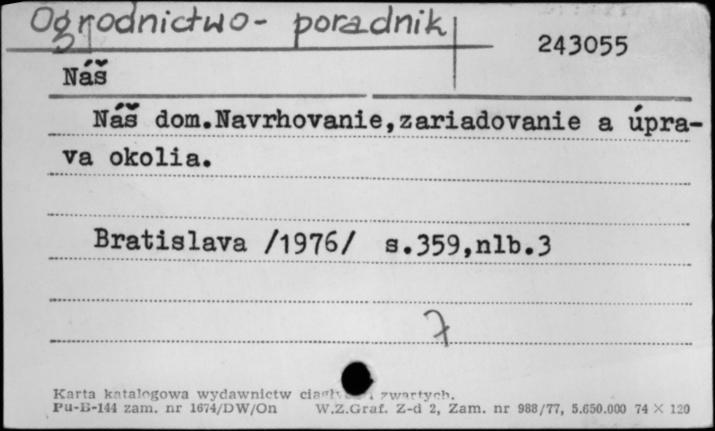 Ogrodnictwo- poradnik
243055
Náš
Náš dom.Navrhovanie,zariadovanie a úpra-
va okolia.
Bratislava /1976/ s.359,nlb.3
7
Karta katalogowa wydawnictw i zwartych.
Pu-B-144 zam. nr 1674/DW/On W.Z.Graf. Z-d 2, Zam. nr 988/77, 5.650.000 74 × 120